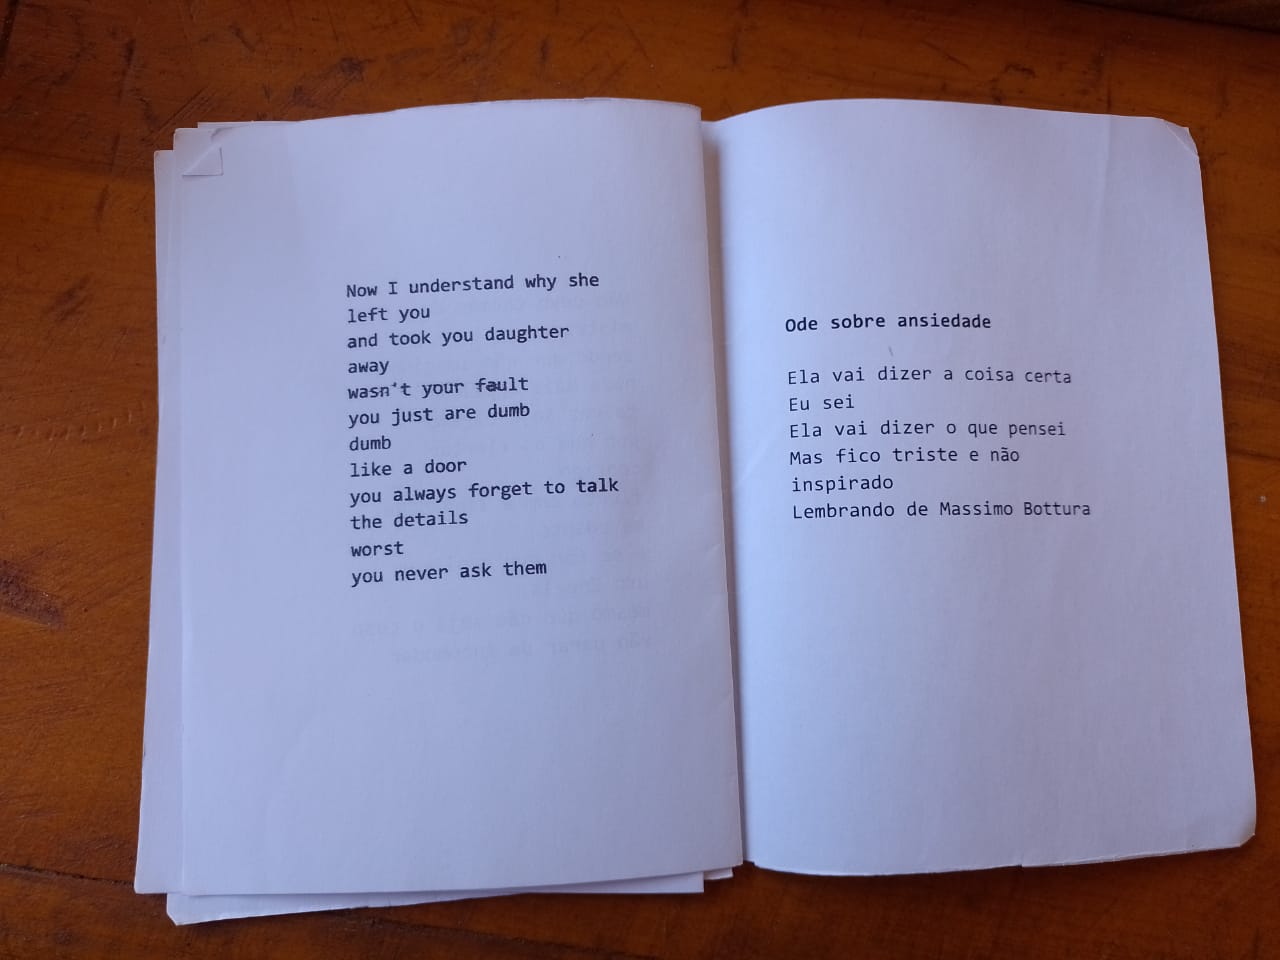 Now I understand why she
left you
and took you daughter
away
wasn't your fault
you just are dumb
dumb
like a door
you always forget to talk
the details
worst
you never ask them
Ode sobre ansiedade
Ela vai dizer a coisa certa
Eu sei
Ela vai dizer o que pensei
Mas fico triste e não
inspirado
Lembrando de Massimo Bottura